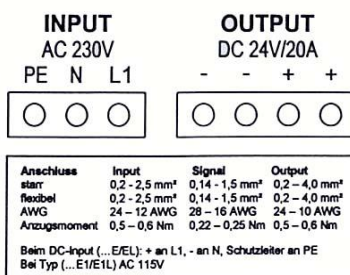 INPUT OUTPUT
AC 230V DC 24V/20A
PE N L1 - - + +
Anschluss Input Signal Output
starr 0,2 - 2,5 mm² 0,14 - 1,5 mm² 0,2 – 4,0 mm²
flexibel 0,2 - 2,5 mm² 0,14 - 1,5 mm² 0,2 – 4,0 mm²
AWG 24 – 12 AWG 28 – 16 AWG 24 – 10 AWG
Anzugsmoment 0,5 – 0,6 Nm 0,22 – 0,25 Nm 0,5 – 0,6 Nm
Beim DC-Input (...E/EL): + an L1, - an N, Schutzleiter an PE
Bei Typ (...E1/E1L) AC 115V